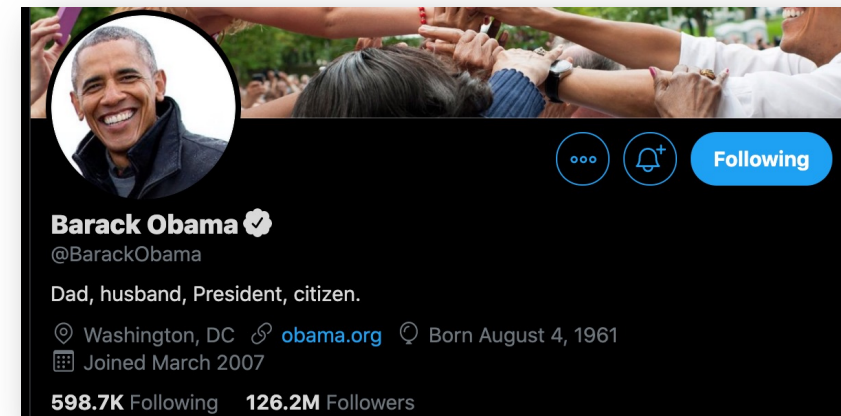 Following
Barack Obama
@BarackObama
Dad, husband, President, citizen.
Washington, DC obama.org Born August 4, 1961
Joined March 2007
598.7K Following 126.2M Followers